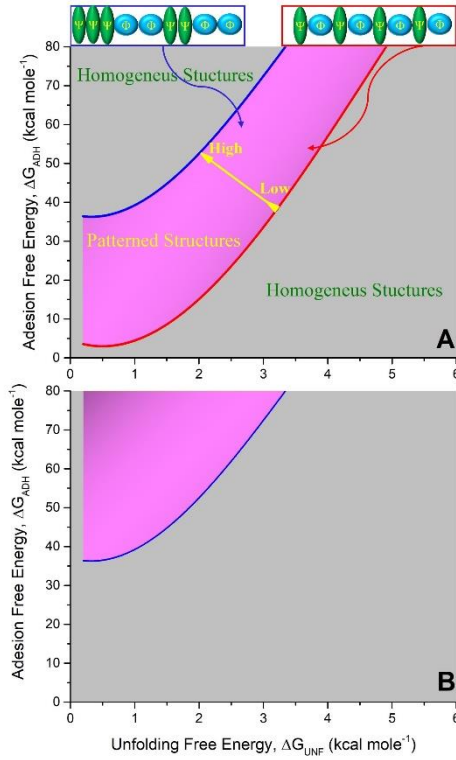 Ψ Ψ Ψ Φ Φ Ψ Ψ Φ Φ
Ψ Φ Ψ Φ Ψ Φ Ψ Φ
80
70
60
50
40
30
20
10
0
Adesion Free Energy, ΔG_ADH (kcal mole⁻¹)
Homogeneus Stuctures
High
Low
Patterned Structures
Homogeneus Stuctures
A
0 1 2 3 4 5 6
80
70
60
50
40
30
20
10
0
Adesion Free Energy, ΔG_ADH (kcal mole⁻¹)
B
0 1 2 3 4 5 6
Unfolding Free Energy, ΔG_UNF (kcal mole⁻¹)